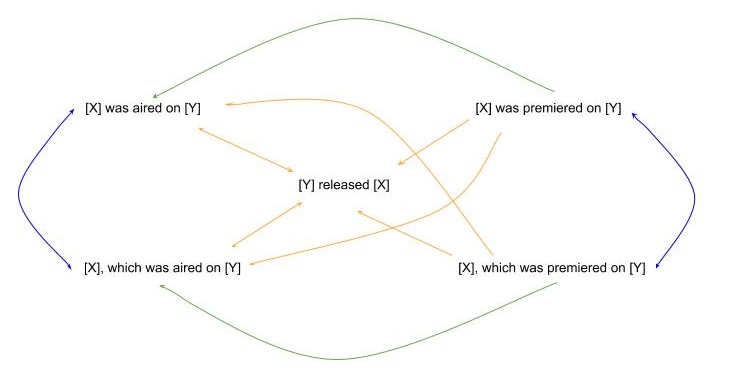 [X] was aired on [Y]
[X] was premiered on [Y]
[Y] released [X]
[X], which was aired on [Y]
[X], which was premiered on [Y]